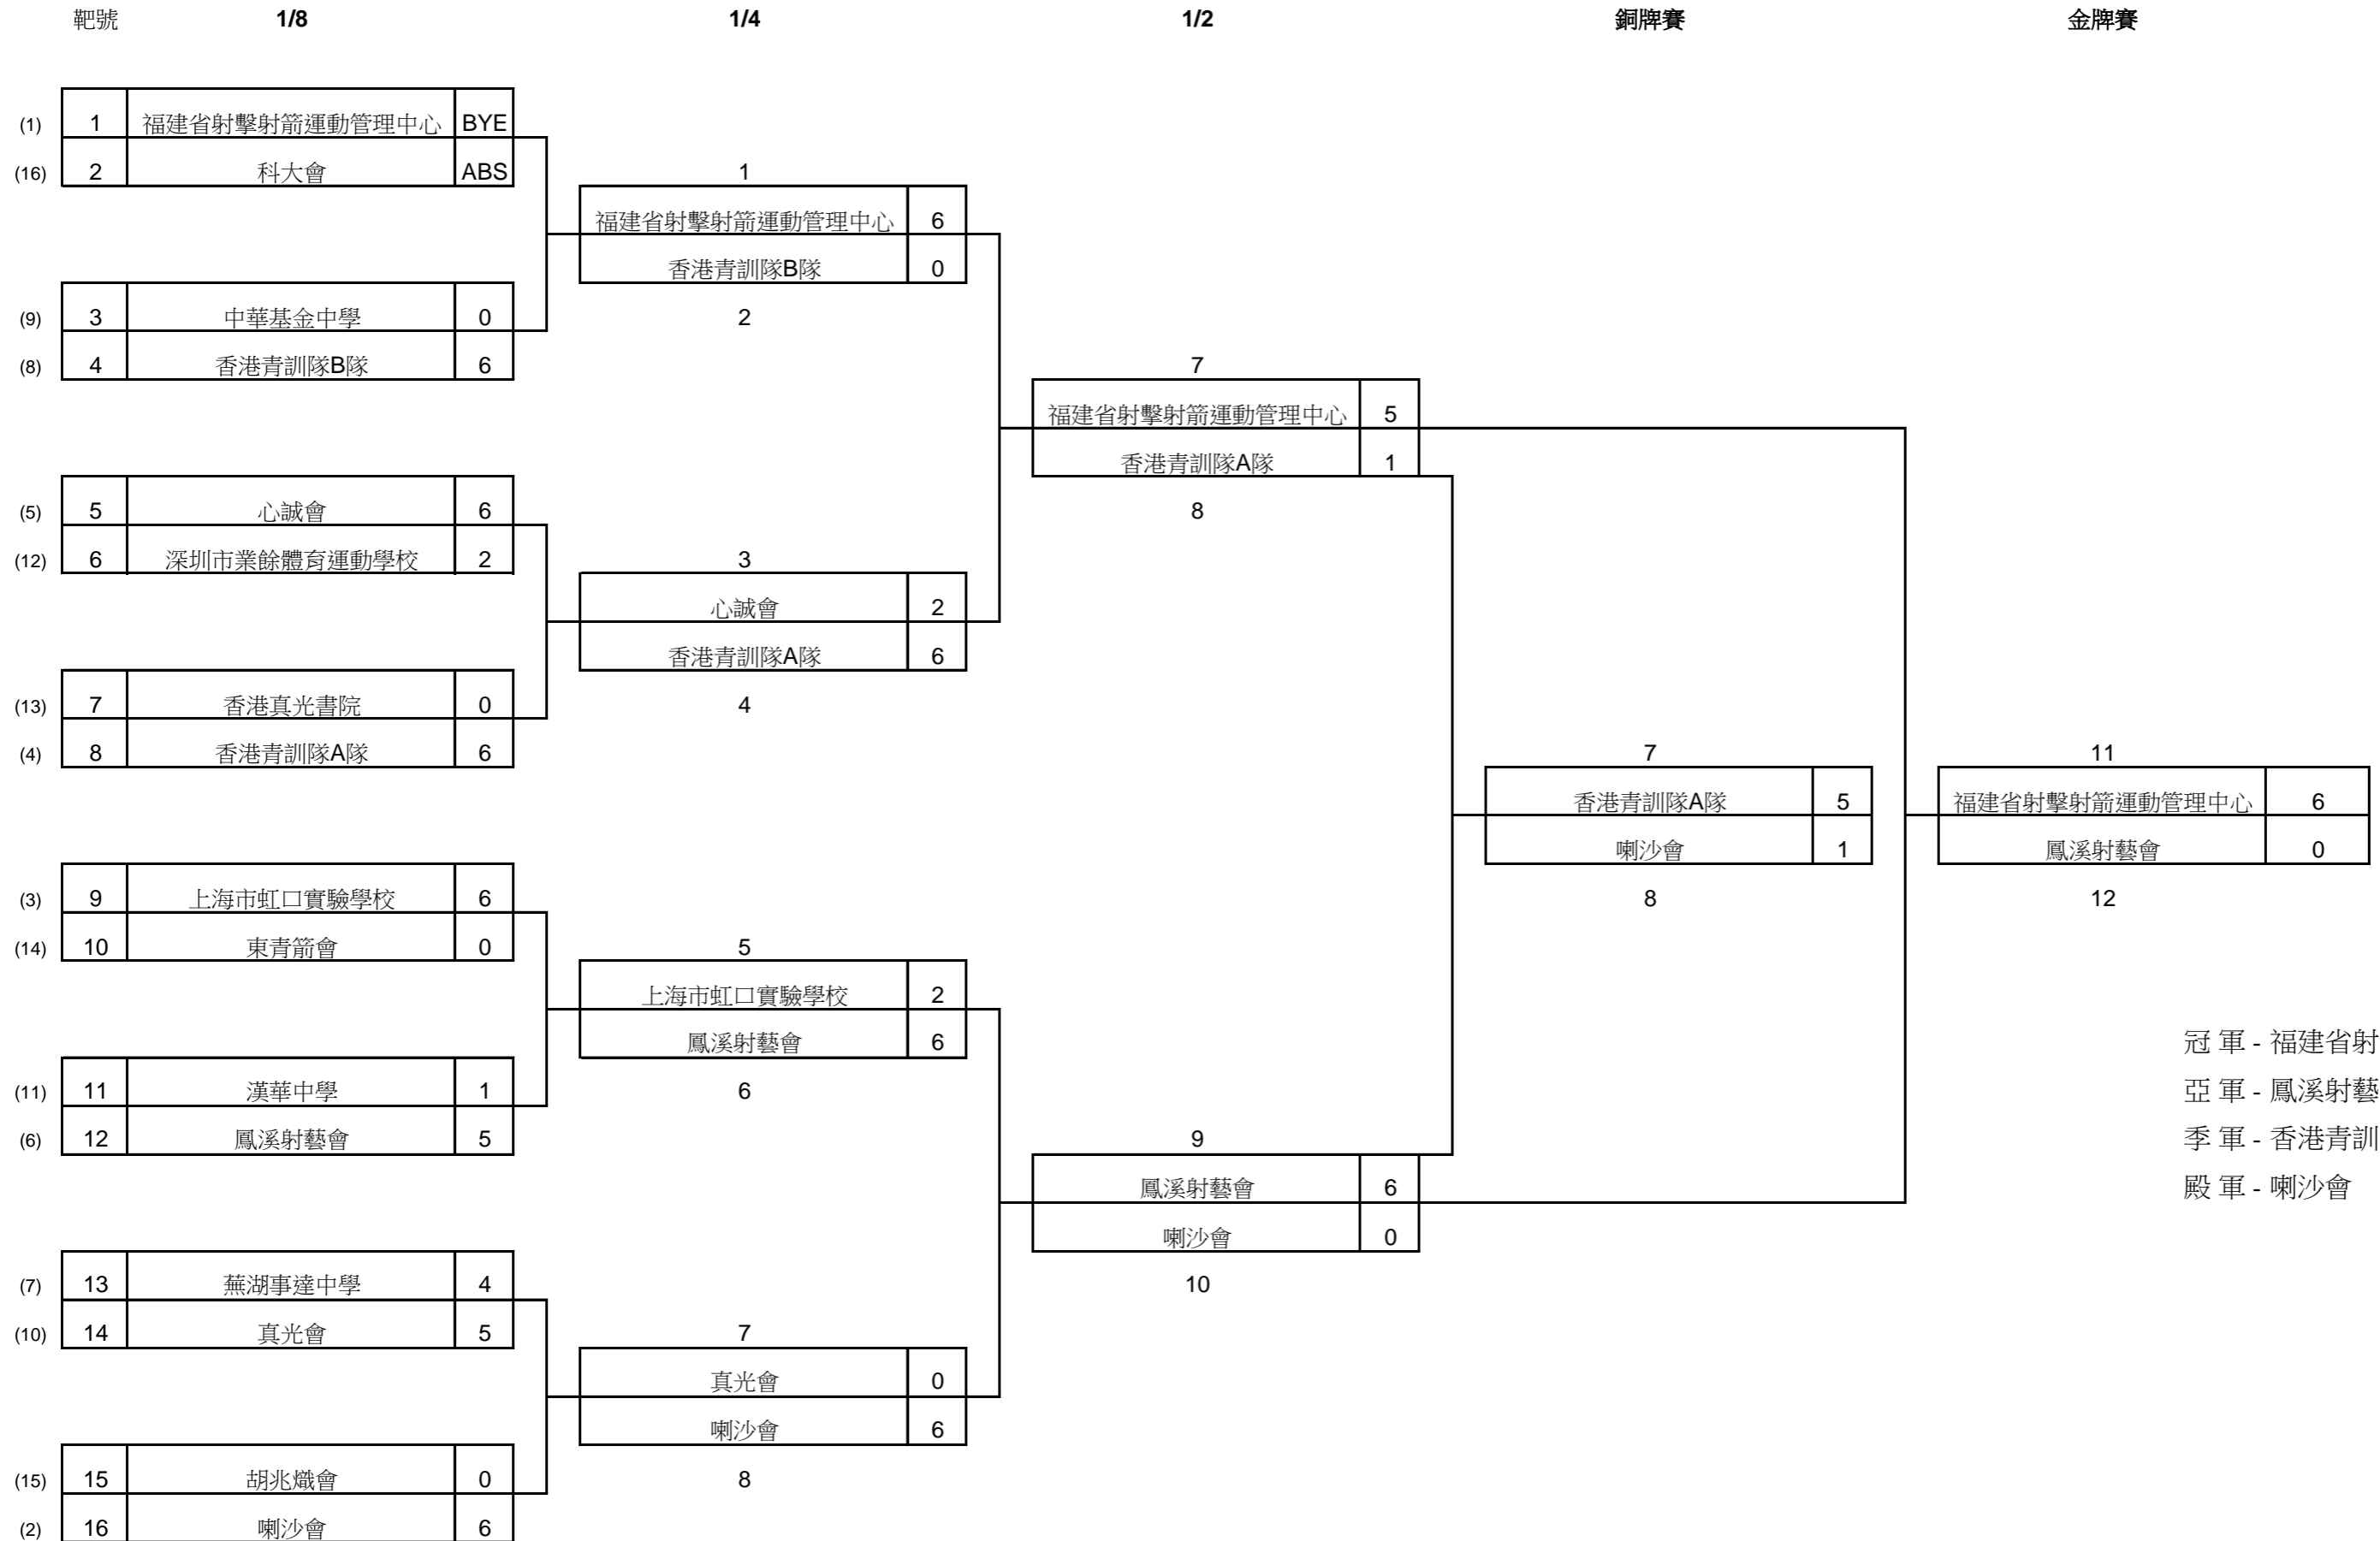 靶號 1/8 1/4 1/2 銅牌賽 金牌賽
(1) 1 福建省射擊射箭運動管理中心 BYE
(16) 2 科大會 ABS
(9) 3 中華基金中學 0
(8) 4 香港青訓隊B隊 6
(5) 5 心誠會 6
(12) 6 深圳市業餘體育運動學校 2
(13) 7 香港真光書院 0
(4) 8 香港青訓隊A隊 6
(3) 9 上海市虹口實驗學校 6
(14) 10 東青箭會 0
(11) 11 漢華中學 1
(6) 12 鳳溪射藝會 5
(7) 13 蕪湖事達中學 4
(10) 14 真光會 5
(15) 15 胡兆熾會 0
(2) 16 喇沙會 6
1
福建省射擊射箭運動管理中心 6
香港青訓隊B隊 0
2
3
心誠會 2
香港青訓隊A隊 6
4
5
上海市虹口實驗學校 2
鳳溪射藝會 6
6
7
真光會 0
喇沙會 6
8
7
福建省射擊射箭運動管理中心 5
香港青訓隊A隊 1
8
9
鳳溪射藝會 6
喇沙會 0
10
7
香港青訓隊A隊 5
喇沙會 1
8
11
福建省射擊射箭運動管理中心 6
鳳溪射藝會 0
12
冠 軍 - 福建省射
亞 軍 - 鳳溪射藝
季 軍 - 香港青訓
殿 軍 - 喇沙會